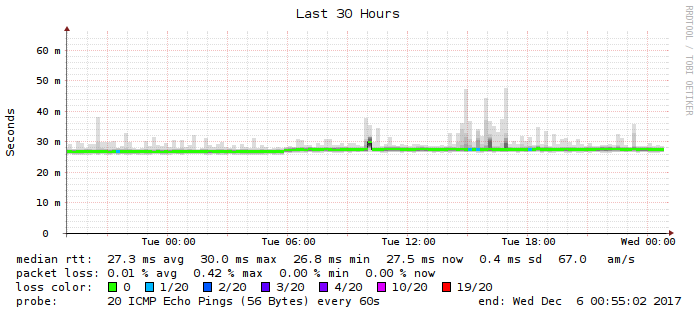 Last 30 Hours
RRDTOOL / TOBI OETIKER
Seconds
60 m
50 m
40 m
30 m
20 m
10 m
0
Tue 00:00 Tue 06:00 Tue 12:00 Tue 18:00 Wed 00:00
median rtt: 27.3 ms avg 30.0 ms max 26.8 ms min 27.5 ms now 0.4 ms sd 67.0 am/s
packet loss: 0.01 % avg 0.42 % max 0.00 % min 0.00 % now
loss color: 0 1/20 2/20 3/20 4/20 10/20 19/20
probe: 20 ICMP Echo Pings (56 Bytes) every 60s end: Wed Dec 6 00:55:02 2017